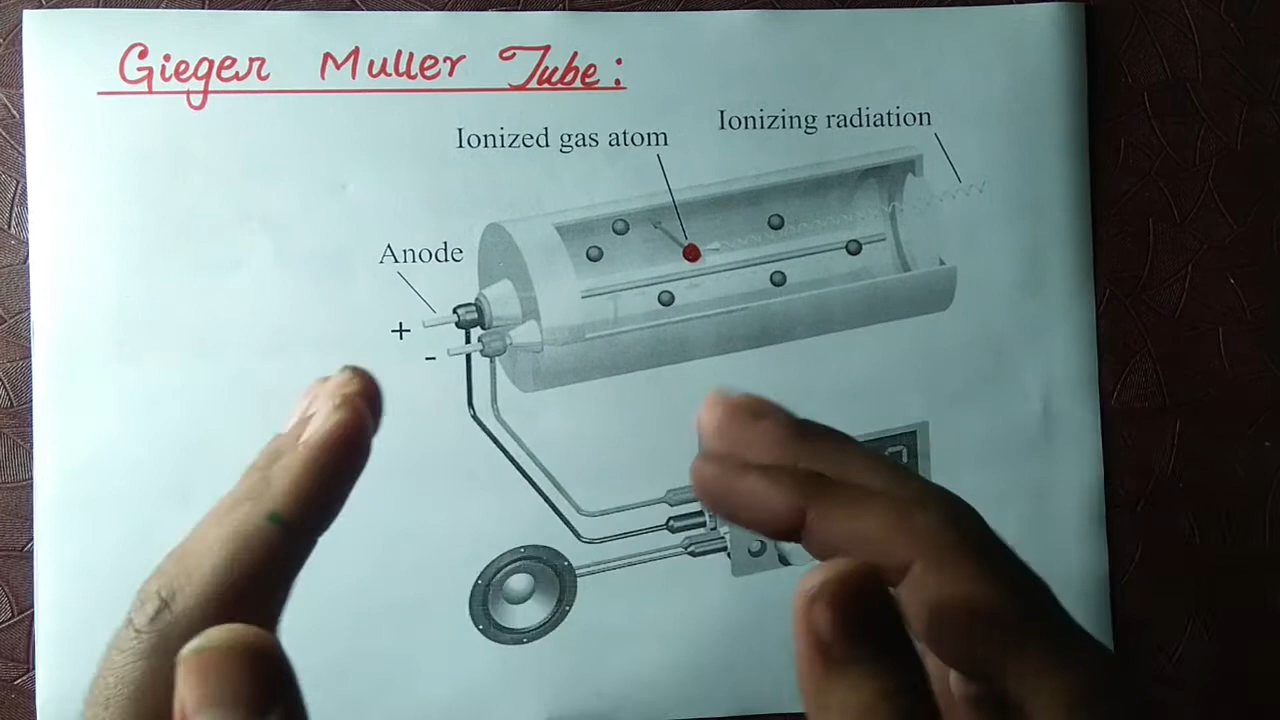 Gieger Muller Tube:
Ionizing radiation
Ionized gas atom
Anode
+
-